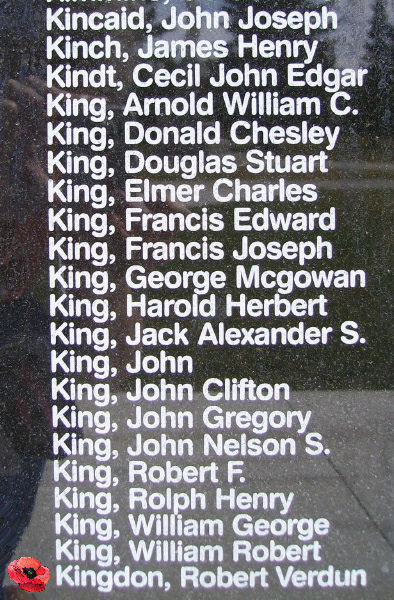 Kincaid, John Joseph
Kinch, James Henry
Kindt, Cecil John Edgar
King, Arnold William C.
King, Donald Chesley
King, Douglas Stuart
King, Elmer Charles
King, Francis Edward
King, Francis Joseph
King, George Mcgowan
King, Harold Herbert
King, Jack Alexander S.
King, John
King, John Clifton
King, John Gregory
King, John Nelson S.
King, Robert F.
King, Rolph Henry
King, William George
King, William Robert
Kingdon, Robert Verdun